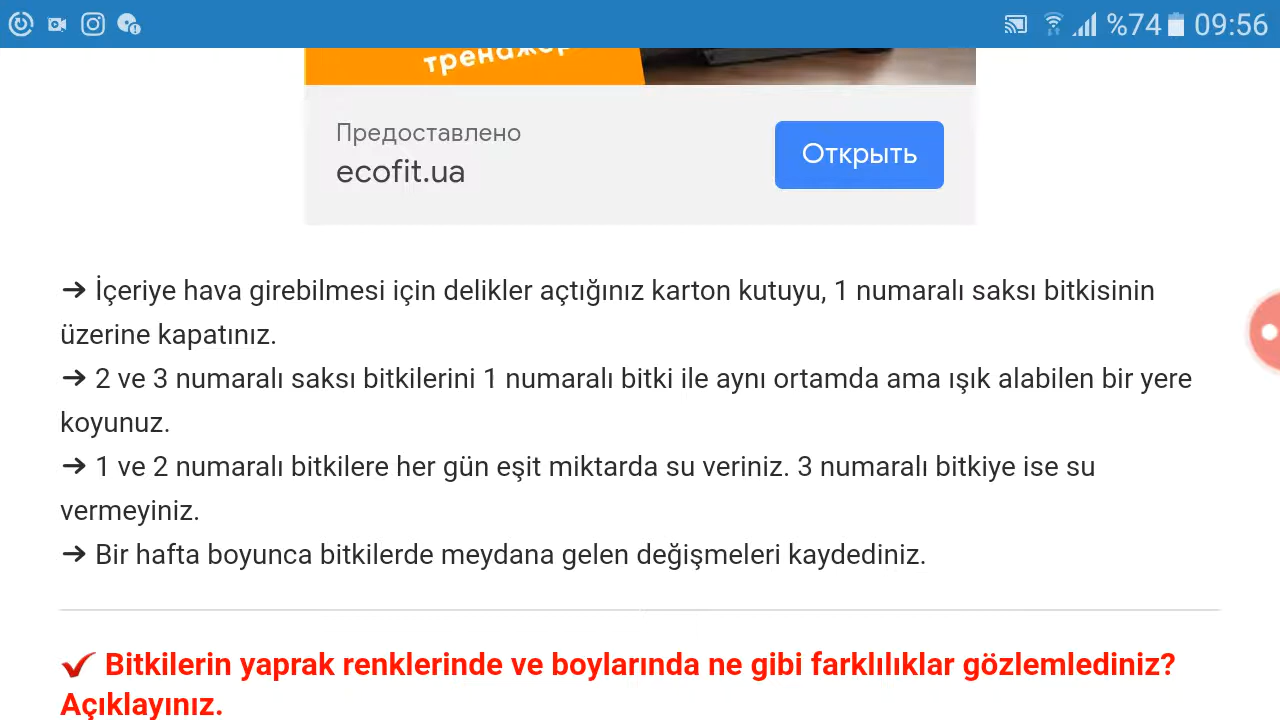 %74 09:56
Предоставлено
ecofit.ua
Открыть
→ İçeriye hava girebilmesi için delikler açtığınız karton kutuyu, 1 numaralı saksı bitkisinin
üzerine kapatınız.
→ 2 ve 3 numaralı saksı bitkilerini 1 numaralı bitki ile aynı ortamda ama ışık alabilen bir yere
koyunuz.
→ 1 ve 2 numaralı bitkilere her gün eşit miktarda su veriniz. 3 numaralı bitkiye ise su
vermeyiniz.
→ Bir hafta boyunca bitkilerde meydana gelen değişmeleri kaydediniz.
✓ Bitkilerin yaprak renklerinde ve boylarında ne gibi farklılıklar gözlemlediniz?
Açıklayınız.